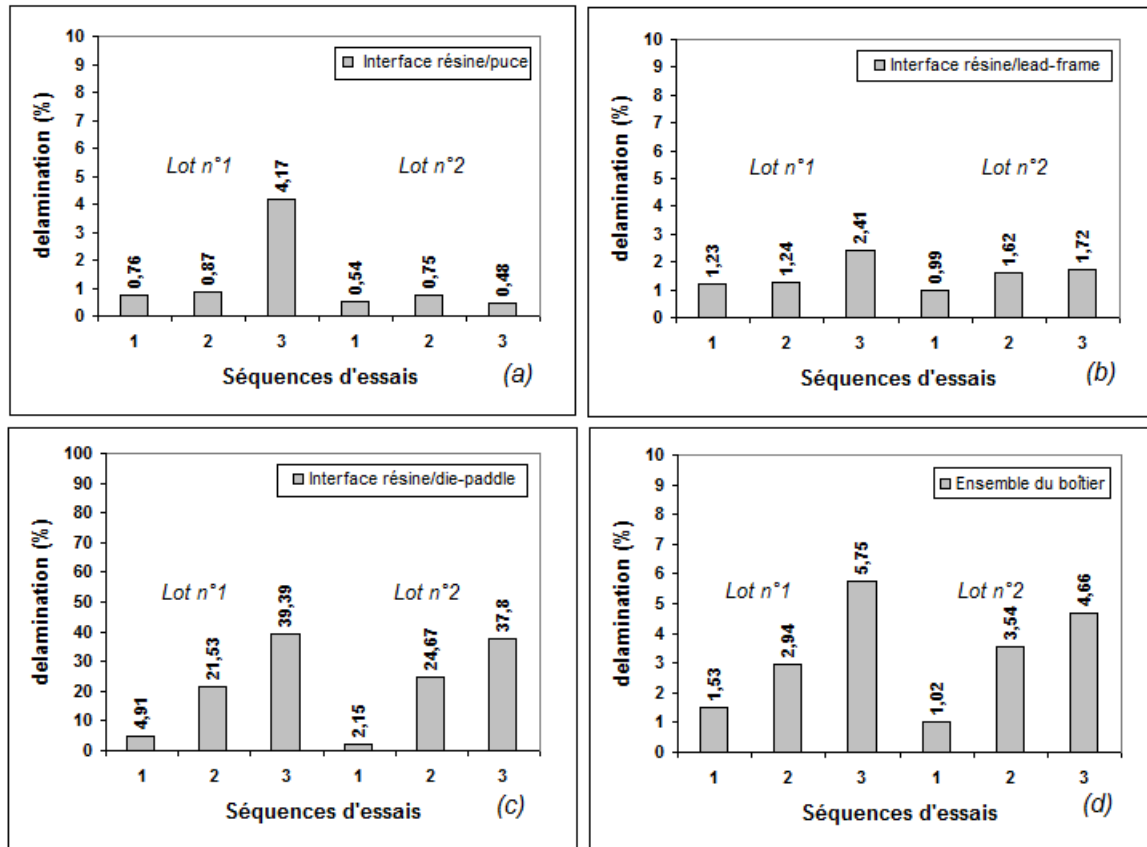 10
9
8
7
6
5
4
3
2
1
0
delamination (%)
Interface résine/puce
Lot n°1
Lot n°2
0,76
0,87
4,17
0,54
0,75
0,48
1 2 3 1 2 3
Séquences d'essais
(a)
10
9
8
7
6
5
4
3
2
1
0
delamination (%)
Interface résine/lead-frame
Lot n°1
Lot n°2
1,23
1,24
2,41
0,99
1,62
1,72
1 2 3 1 2 3
Séquences d'essais
(b)
100
90
80
70
60
50
40
30
20
10
0
delamination (%)
Interface résine/die-paddle
Lot n°1
Lot n°2
4,91
21,53
39,39
2,15
24,67
37,8
1 2 3 1 2 3
Séquences d'essais
(c)
10
9
8
7
6
5
4
3
2
1
0
delamination (%)
Ensemble du boîtier
Lot n°1
Lot n°2
1,53
2,94
5,75
1,02
3,54
4,66
1 2 3 1 2 3
Séquences d'essais
(d)